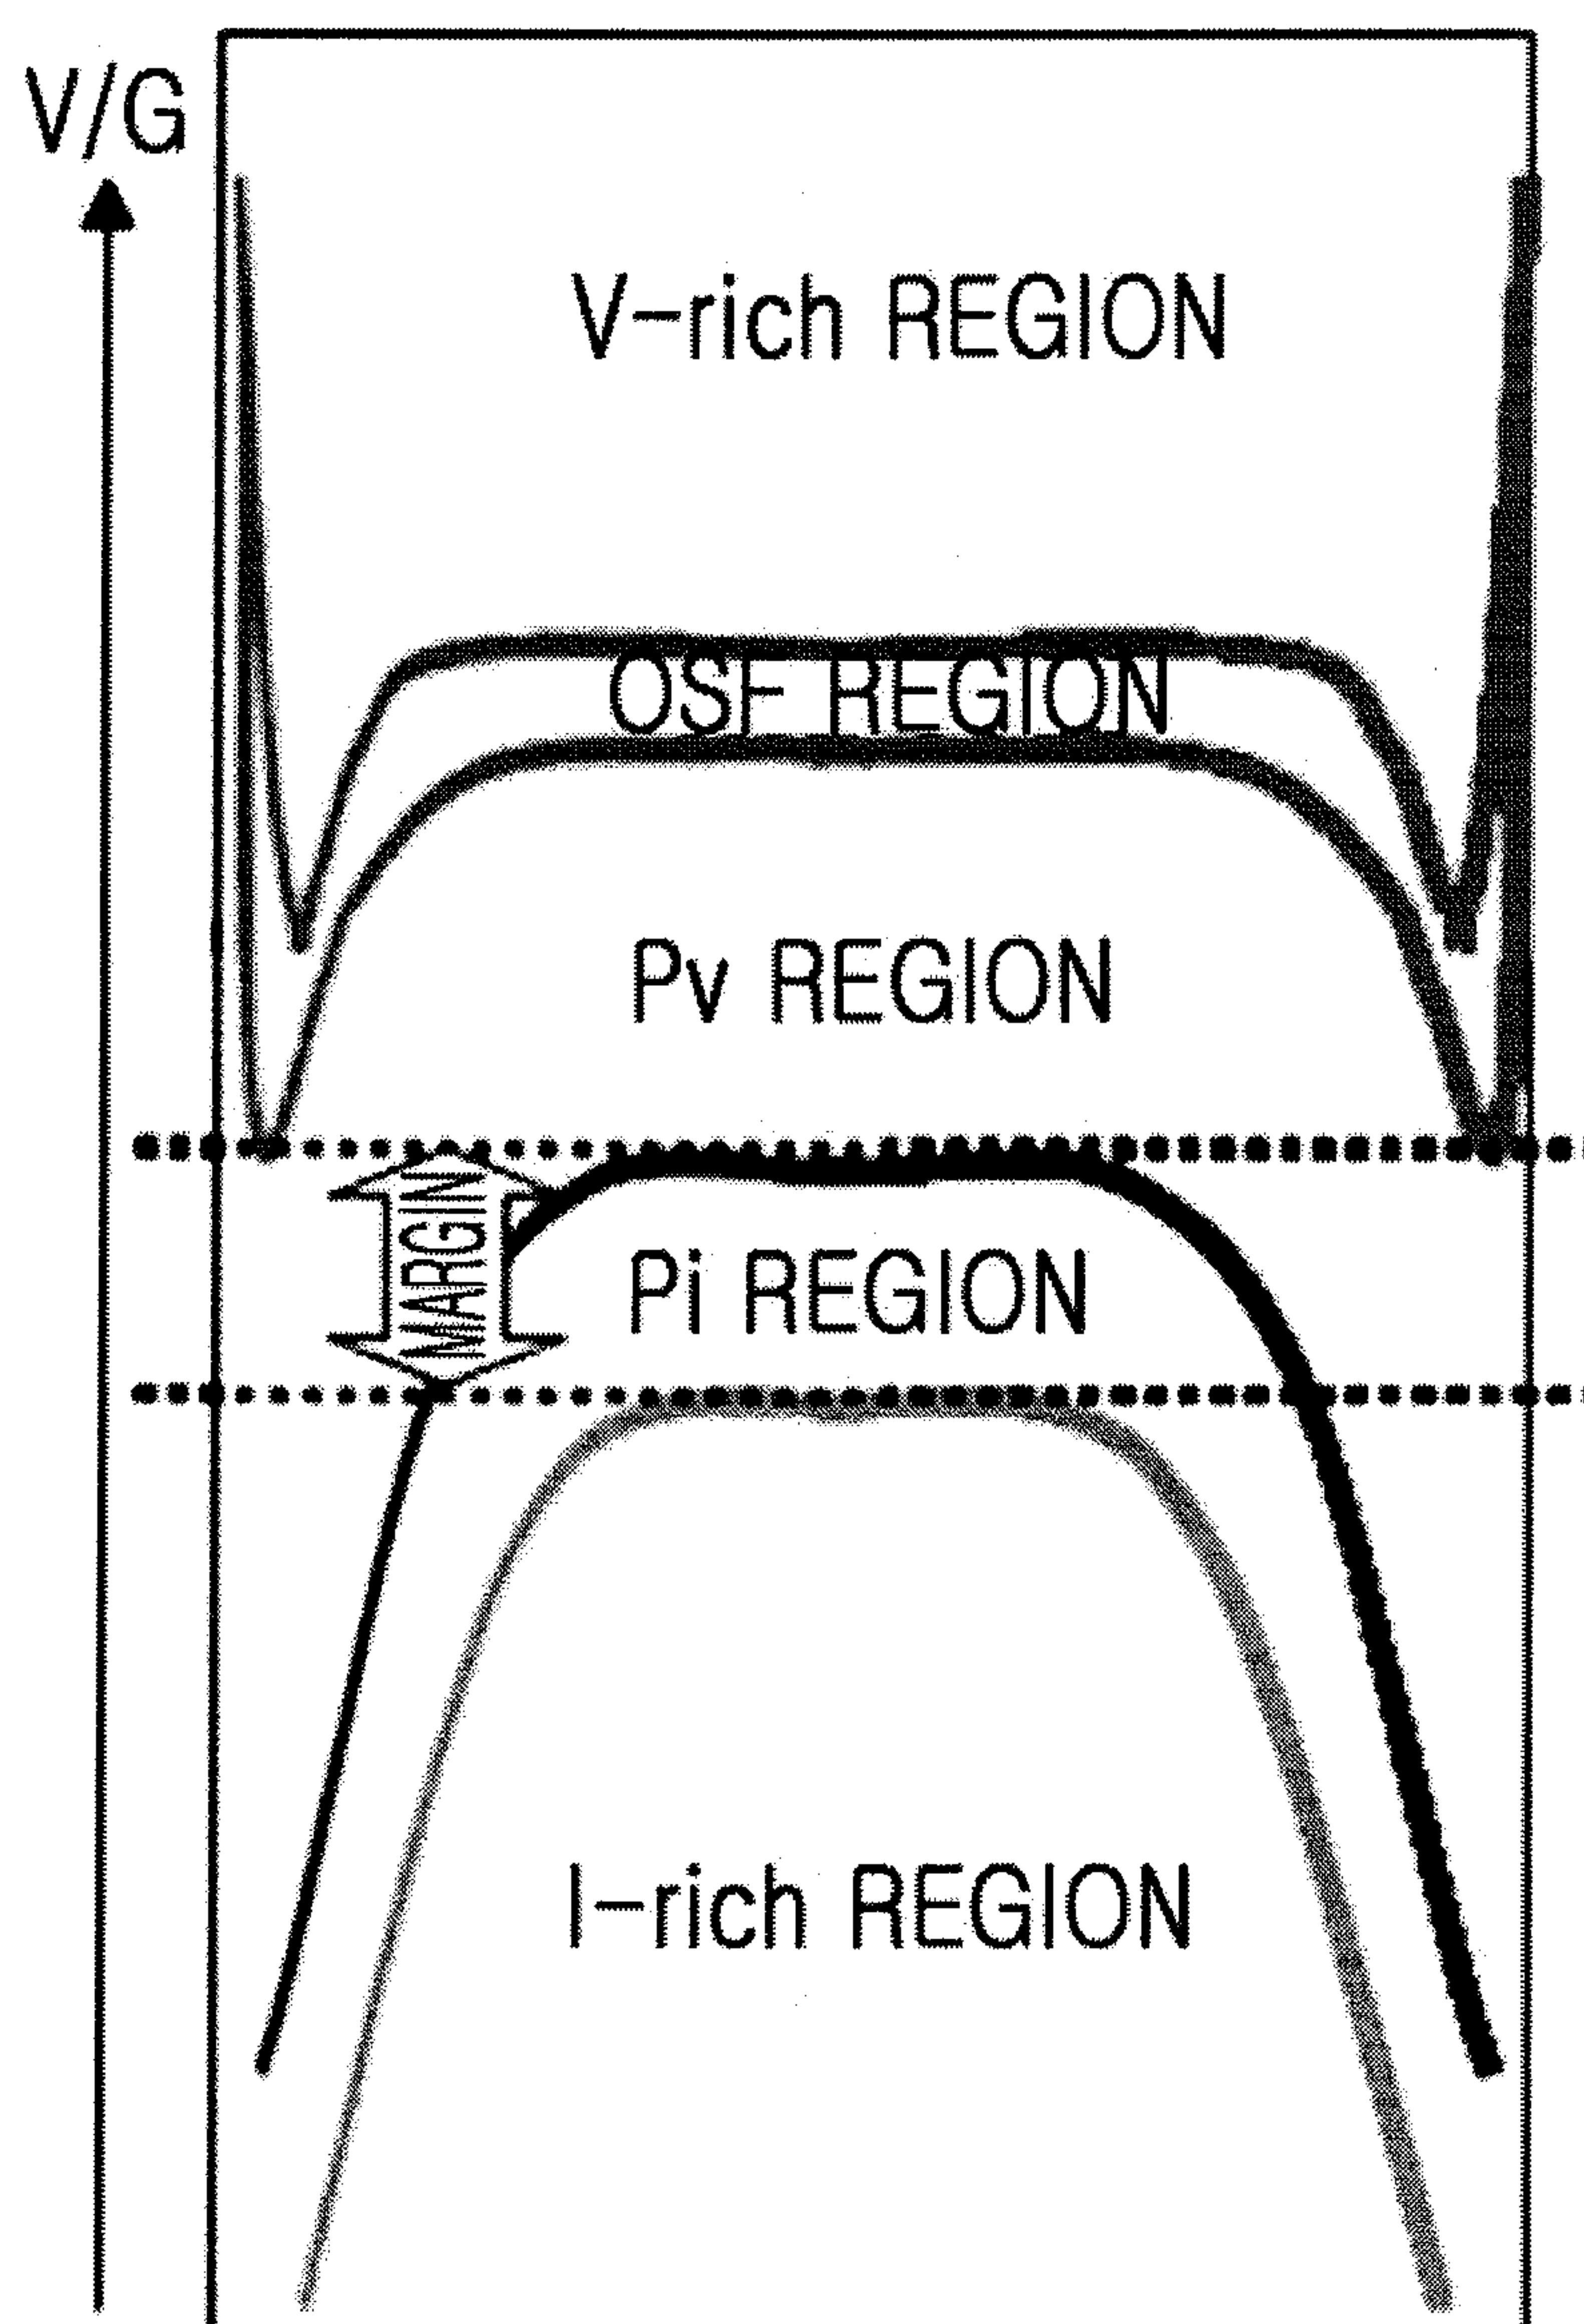 V/G
V-rich REGION
OSF REGION
Pv REGION
MARGIN
Pi REGION
I-rich REGION